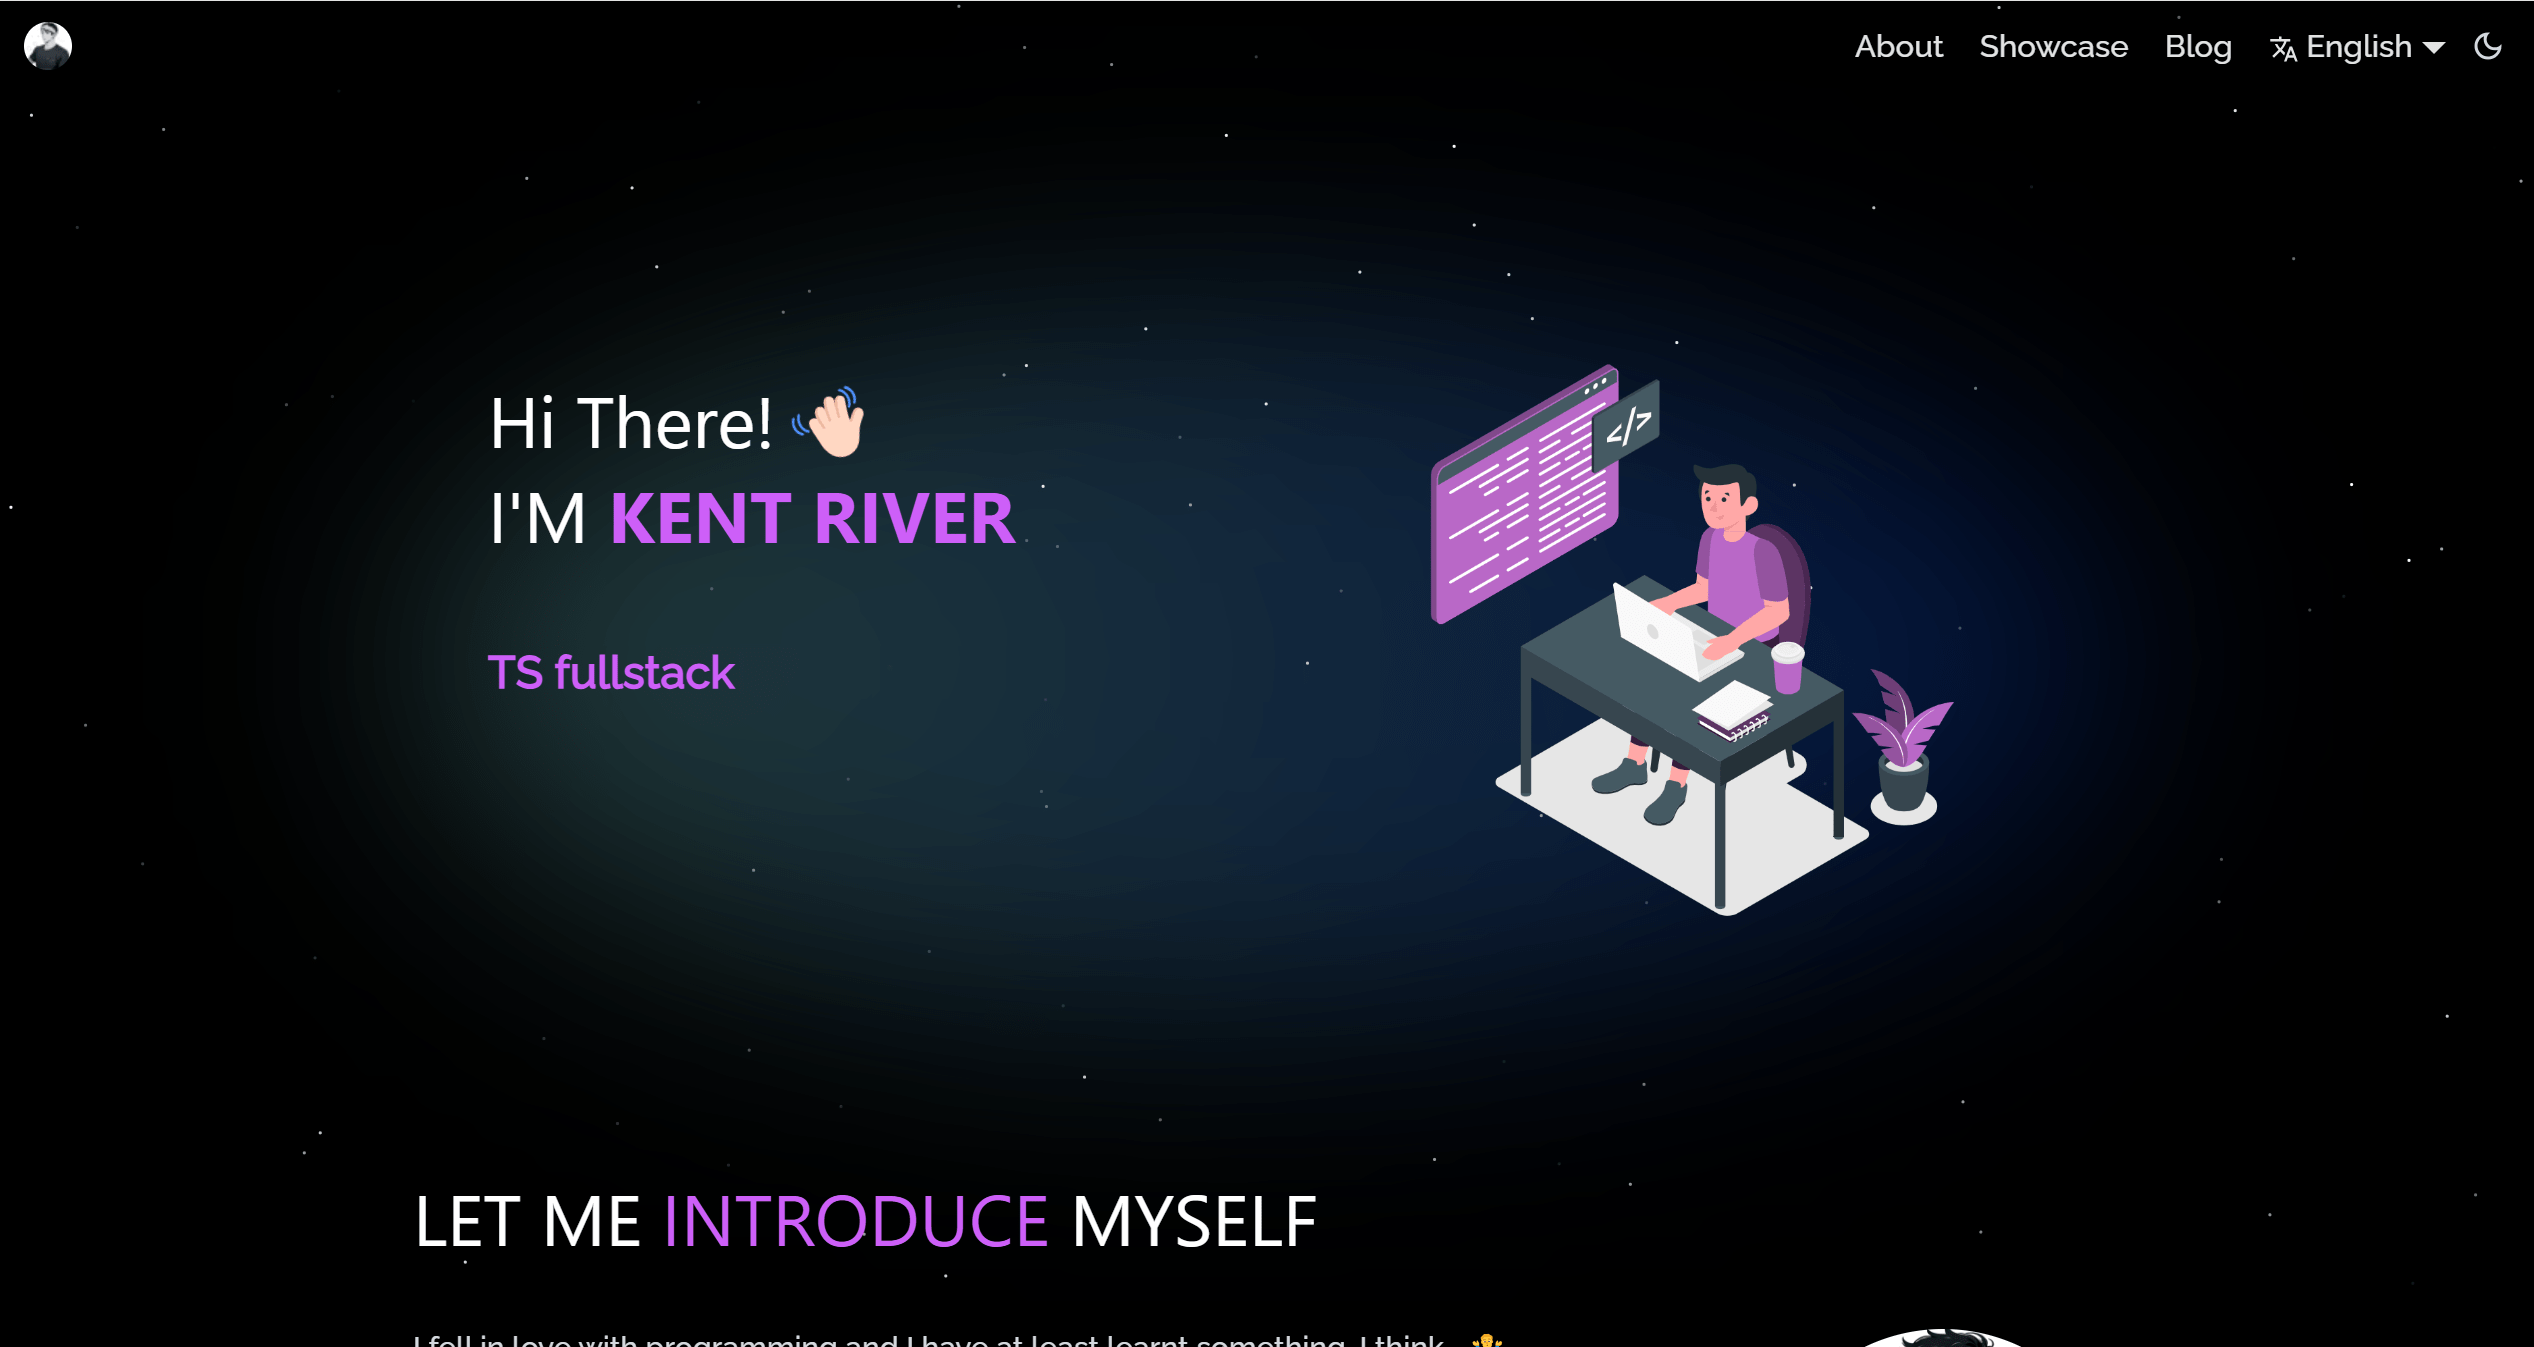 About Showcase Blog English
Hi There! 👋🏻
I'M KENT RIVER
</>
TS fullstack
LET ME INTRODUCE MYSELF
I fell in love with programming and I have at least learnt something, I think… 🤷‍♂️